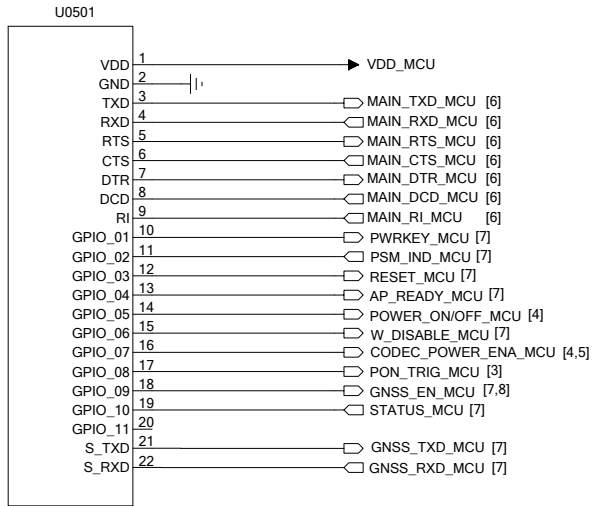 U0501
VDD 1 VDD_MCU
GND 2
TXD 3 MAIN_TXD_MCU [6]
RXD 4 MAIN_RXD_MCU [6]
RTS 5 MAIN_RTS_MCU [6]
CTS 6 MAIN_CTS_MCU [6]
DTR 7 MAIN_DTR_MCU [6]
DCD 8 MAIN_DCD_MCU [6]
RI 9 MAIN_RI_MCU [6]
GPIO_01 10 PWRKEY_MCU [7]
GPIO_02 11 PSM_IND_MCU [7]
GPIO_03 12 RESET_MCU [7]
GPIO_04 13 AP_READY_MCU [7]
GPIO_05 14 POWER_ON/OFF_MCU [4]
GPIO_06 15 W_DISABLE_MCU [7]
GPIO_07 16 CODEC_POWER_ENA_MCU [4,5]
GPIO_08 17 PON_TRIG_MCU [3]
GPIO_09 18 GNSS_EN_MCU [7,8]
GPIO_10 19 STATUS_MCU [7]
GPIO_11 20
S_TXD 21 GNSS_TXD_MCU [7]
S_RXD 22 GNSS_RXD_MCU [7]